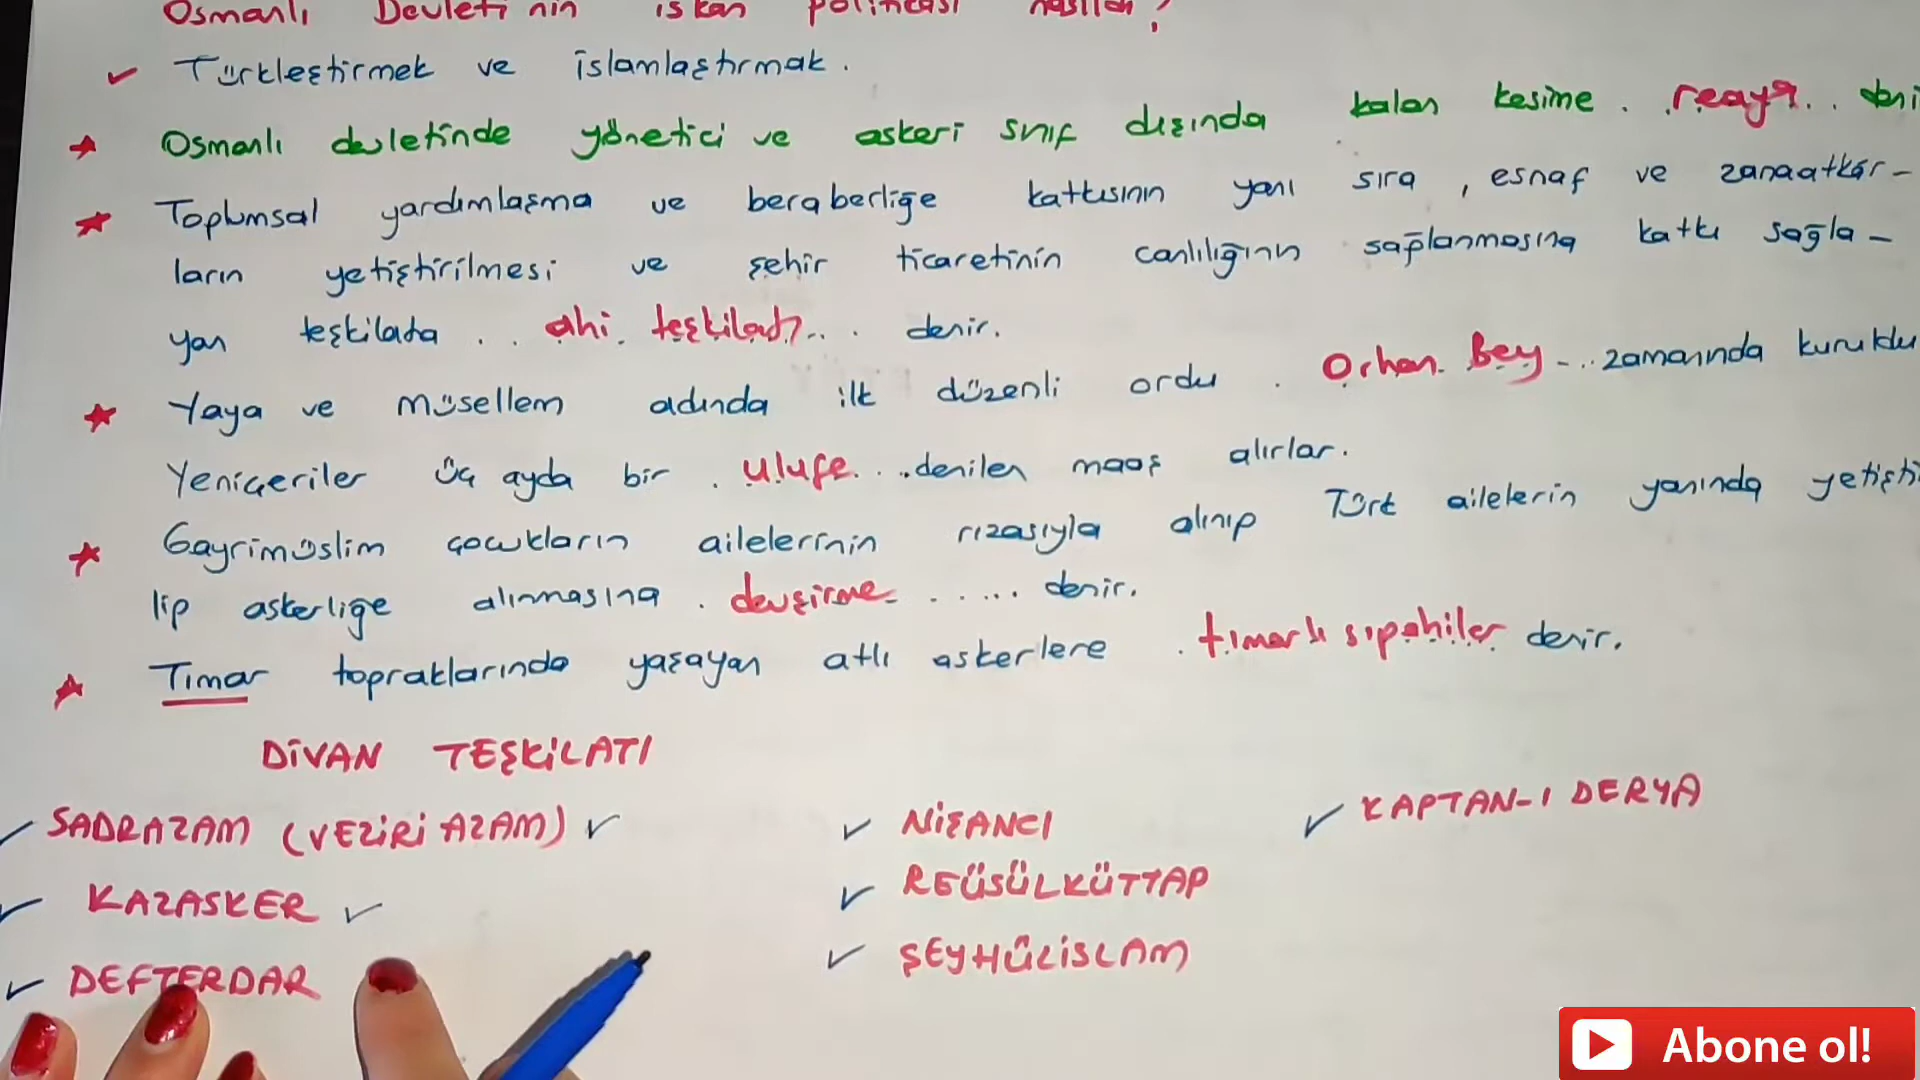 Osmanlı Devleti'nin iskan politikası nasıldı?
✓ Türkleştirmek ve islamlaştırmak.
★ Osmanlı devletinde yönetici ve askeri sınıf dışında kalan kesime . reaya... deni
★ Toplumsal yardımlaşma ve beraberliğe katkısının yanı sıra , esnaf ve zanaatkâr-
ların yetiştirilmesi ve şehir ticaretinin canlılığının sağlanmasına katkı sağla-
yan teşkilata . . ahi teşkilatı... denir.
★ Yaya ve müsellem adında ilk düzenli ordu . Orhan Bey -.. zamanında kuruldu
Yeniçeriler üç ayda bir . ulufe. ..denilen maaş alırlar.
★ Gayrimüslim çocukların ailelerinin rızasıyla alınıp Türk ailelerin yanında yetişti
lip askerliğe alınmasına . devşirme ..... denir.
★ Tımar topraklarında yaşayan atlı askerlere . tımarlı sipahiler denir.
DİVAN TEŞKİLATI
✓ SADRAZAM (VEZİRİ AZAM) ✓
✓ KAZASKER ✓
✓ DEFTERDAR
✓ NİŞANCI
✓ REÜSÜLKÜTTAP
✓ ŞEYHÜLİSLAM
✓ KAPTAN-I DERYA
Abone ol!